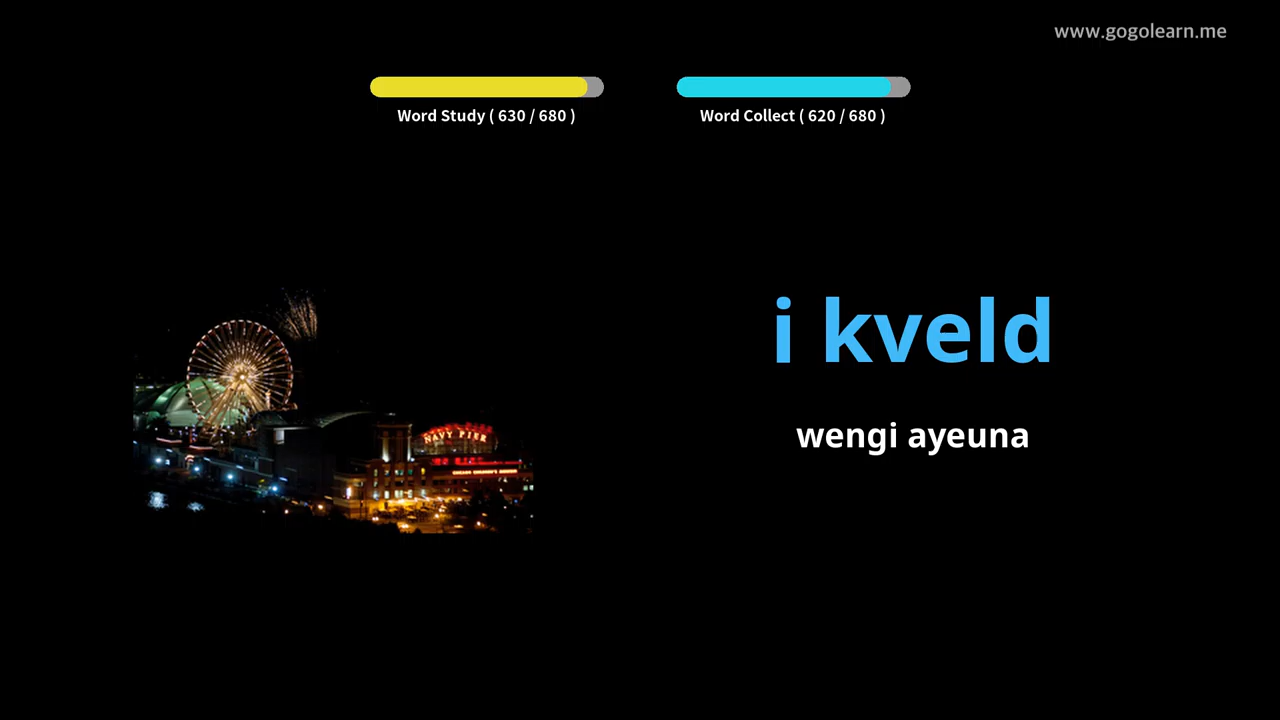 www.gogolearn.me
Word Study ( 630 / 680 )
Word Collect ( 620 / 680 )
i kveld
wengi ayeuna
NAVY PIER